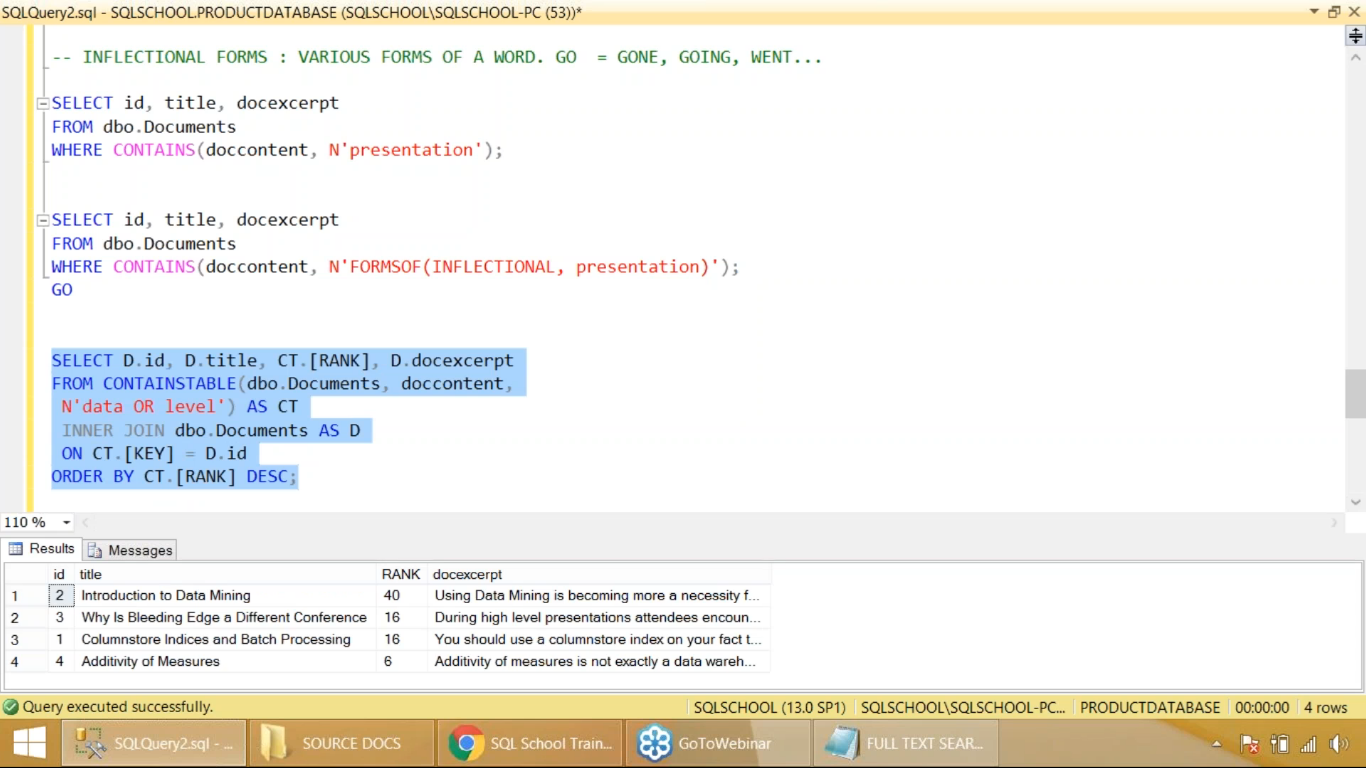 SQLQuery2.sql - SQLSCHOOL.PRODUCTDATABASE (SQLSCHOOL\SQLSCHOOL-PC (53))*
-- INFLECTIONAL FORMS : VARIOUS FORMS OF A WORD. GO  = GONE, GOING, WENT...
SELECT id, title, docexcerpt
FROM dbo.Documents
WHERE CONTAINS(doccontent, N'presentation');
SELECT id, title, docexcerpt
FROM dbo.Documents
WHERE CONTAINS(doccontent, N'FORMSOF(INFLECTIONAL, presentation)');
GO
SELECT D.id, D.title, CT.[RANK], D.docexcerpt
FROM CONTAINSTABLE(dbo.Documents, doccontent,
N'data OR level') AS CT
INNER JOIN dbo.Documents AS D
ON CT.[KEY] = D.id
ORDER BY CT.[RANK] DESC;
110 %
Results Messages
id title RANK docexcerpt
1 2 Introduction to Data Mining 40 Using Data Mining is becoming more a necessity f...
2 3 Why Is Bleeding Edge a Different Conference 16 During high level presentations attendees encoun...
3 1 Columnstore Indices and Batch Processing 16 You should use a columnstore index on your fact t...
4 4 Additivity of Measures 6 Additivity of measures is not exactly a data wareh...
Query executed successfully. SQLSCHOOL (13.0 SP1) SQLSCHOOL\SQLSCHOOL-PC... PRODUCTDATABASE 00:00:00 4 rows
SQLQuery2.sql - ... SOURCE DOCS SQL School Train... GoToWebinar FULL TEXT SEAR...